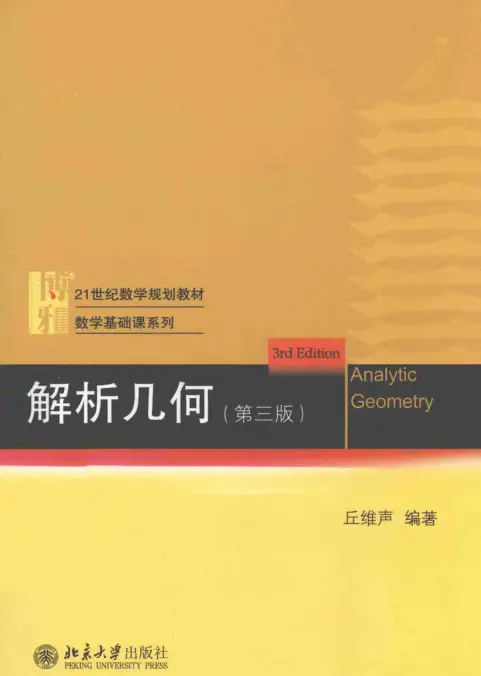 博雅
21世纪数学规划教材
数学基础课系列
3rd Edition
解析几何(第三版)
Analytic
Geometry
丘维声 编著
北京大学出版社
PEKING UNIVERSITY PRESS